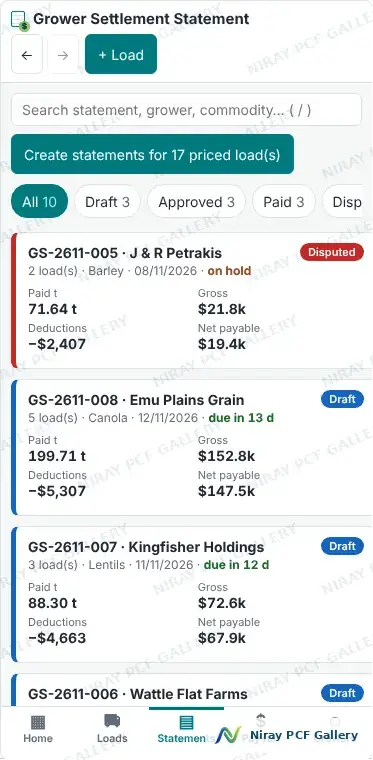 Grower Settlement Statement
← → + Load
Search statement, grower, commodity... ( / )
Create statements for 17 priced load(s)
All 10 Draft 3 Approved 3 Paid 3 Disp
GS-2611-005 · J & R Petrakis Disputed
2 load(s) · Barley · 08/11/2026 · on hold
Paid t Gross
71.64 t $21.8k
Deductions Net payable
−$2,407 $19.4k
GS-2611-008 · Emu Plains Grain Draft
5 load(s) · Canola · 12/11/2026 · due in 13 d
Paid t Gross
199.71 t $152.8k
Deductions Net payable
−$5,307 $147.5k
GS-2611-007 · Kingfisher Holdings Draft
3 load(s) · Lentils · 11/11/2026 · due in 12 d
Paid t Gross
88.30 t $72.6k
Deductions Net payable
−$4,663 $67.9k
GS-2611-006 · Wattle Flat Farms Draft
Home Loads Statements
Niray PCF Gallery
NIRAY PCF GALLERY